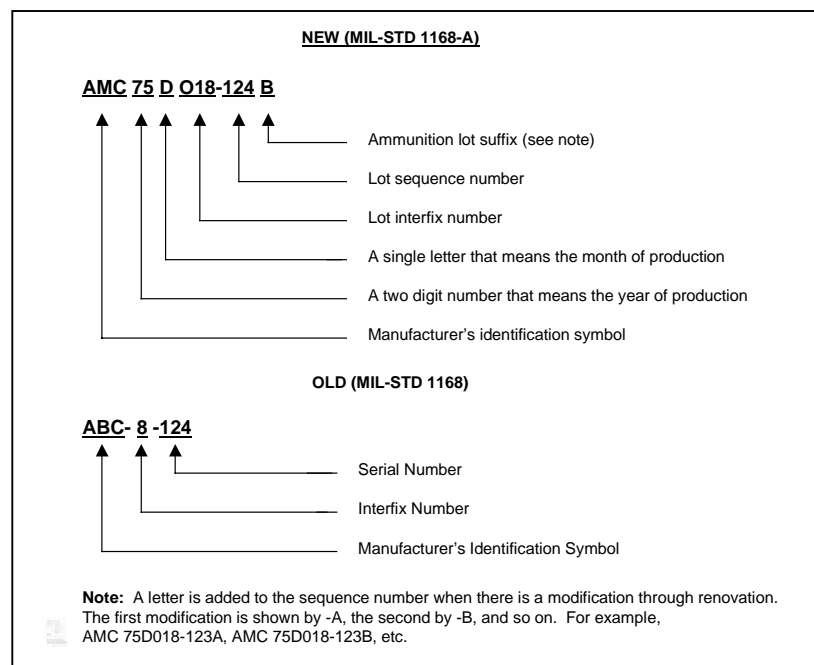 NEW (MIL-STD 1168-A)
AMC 75 D O18-124 B
Ammunition lot suffix (see note)
Lot sequence number
Lot interfix number
A single letter that means the month of production
A two digit number that means the year of production
Manufacturer’s identification symbol
OLD (MIL-STD 1168)
ABC- 8 -124
Serial Number
Interfix Number
Manufacturer’s Identification Symbol
Note: A letter is added to the sequence number when there is a modification through renovation.
The first modification is shown by -A, the second by -B, and so on. For example,
AMC 75D018-123A, AMC 75D018-123B, etc.